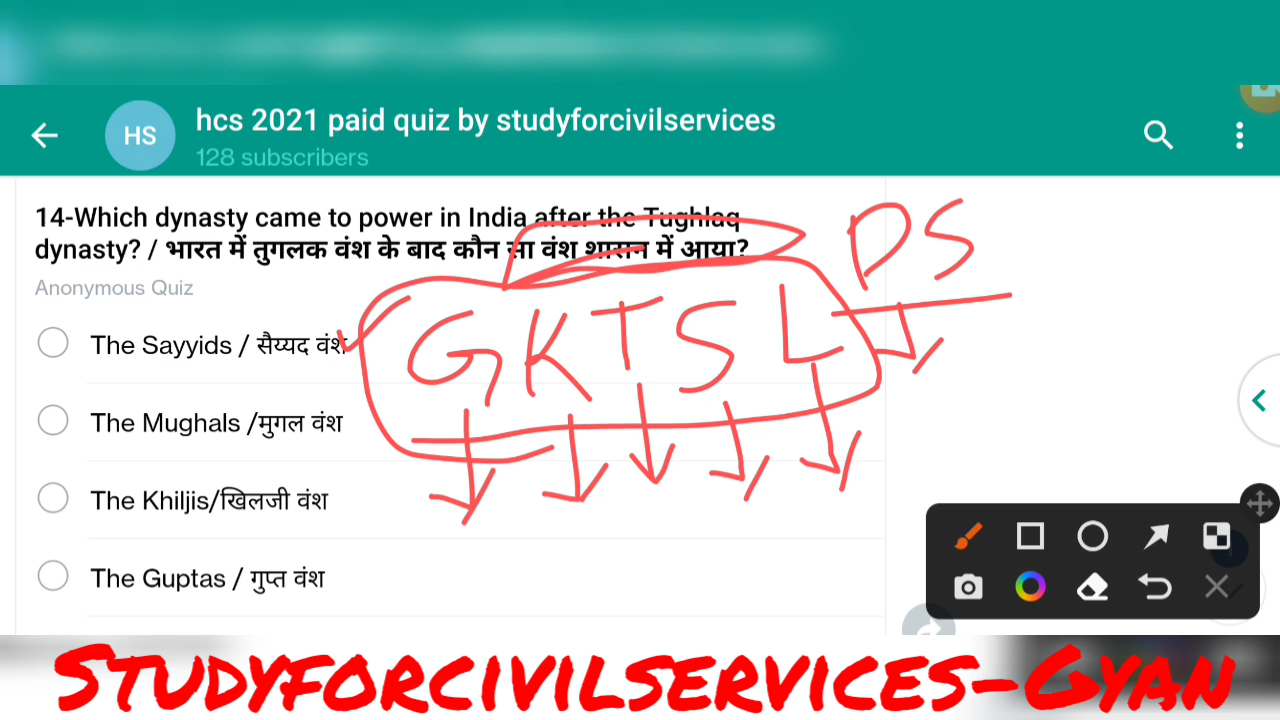 hcs 2021 paid quiz by studyforcivilservices
HS
128 subscribers
14-Which dynasty came to power in India after the Tughlaq
dynasty? / भारत में तुगलक वंश के बाद कौन सा वंश शासन में आया?
DS
Anonymous Quiz
GKTSL
The Sayyids / सैय्यद वंश
The Mughals /मुगल वंश
The Khiljis/खिलजी वंश
The Guptas / गुप्त वंश
STUDYFORCIVILSERVICES-GYAN